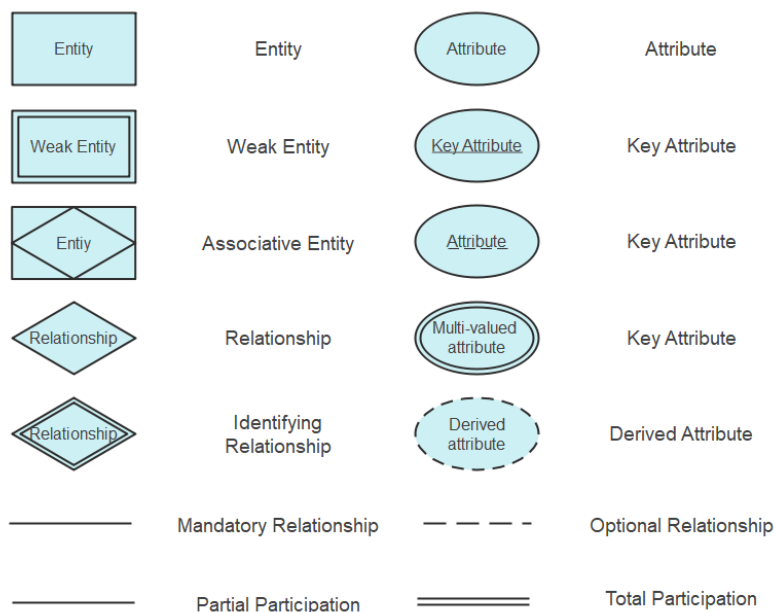 Entity
Entity
Attribute
Attribute
Weak Entity
Weak Entity
Key Attribute
Key Attribute
Entiy
Associative Entity
Attribute
Key Attribute
Relationship
Relationship
Multi-valued
attribute
Key Attribute
Relationship
Identifying
Relationship
Derived
attribute
Derived Attribute
Mandatory Relationship
Optional Relationship
Partial Participation
Total Participation